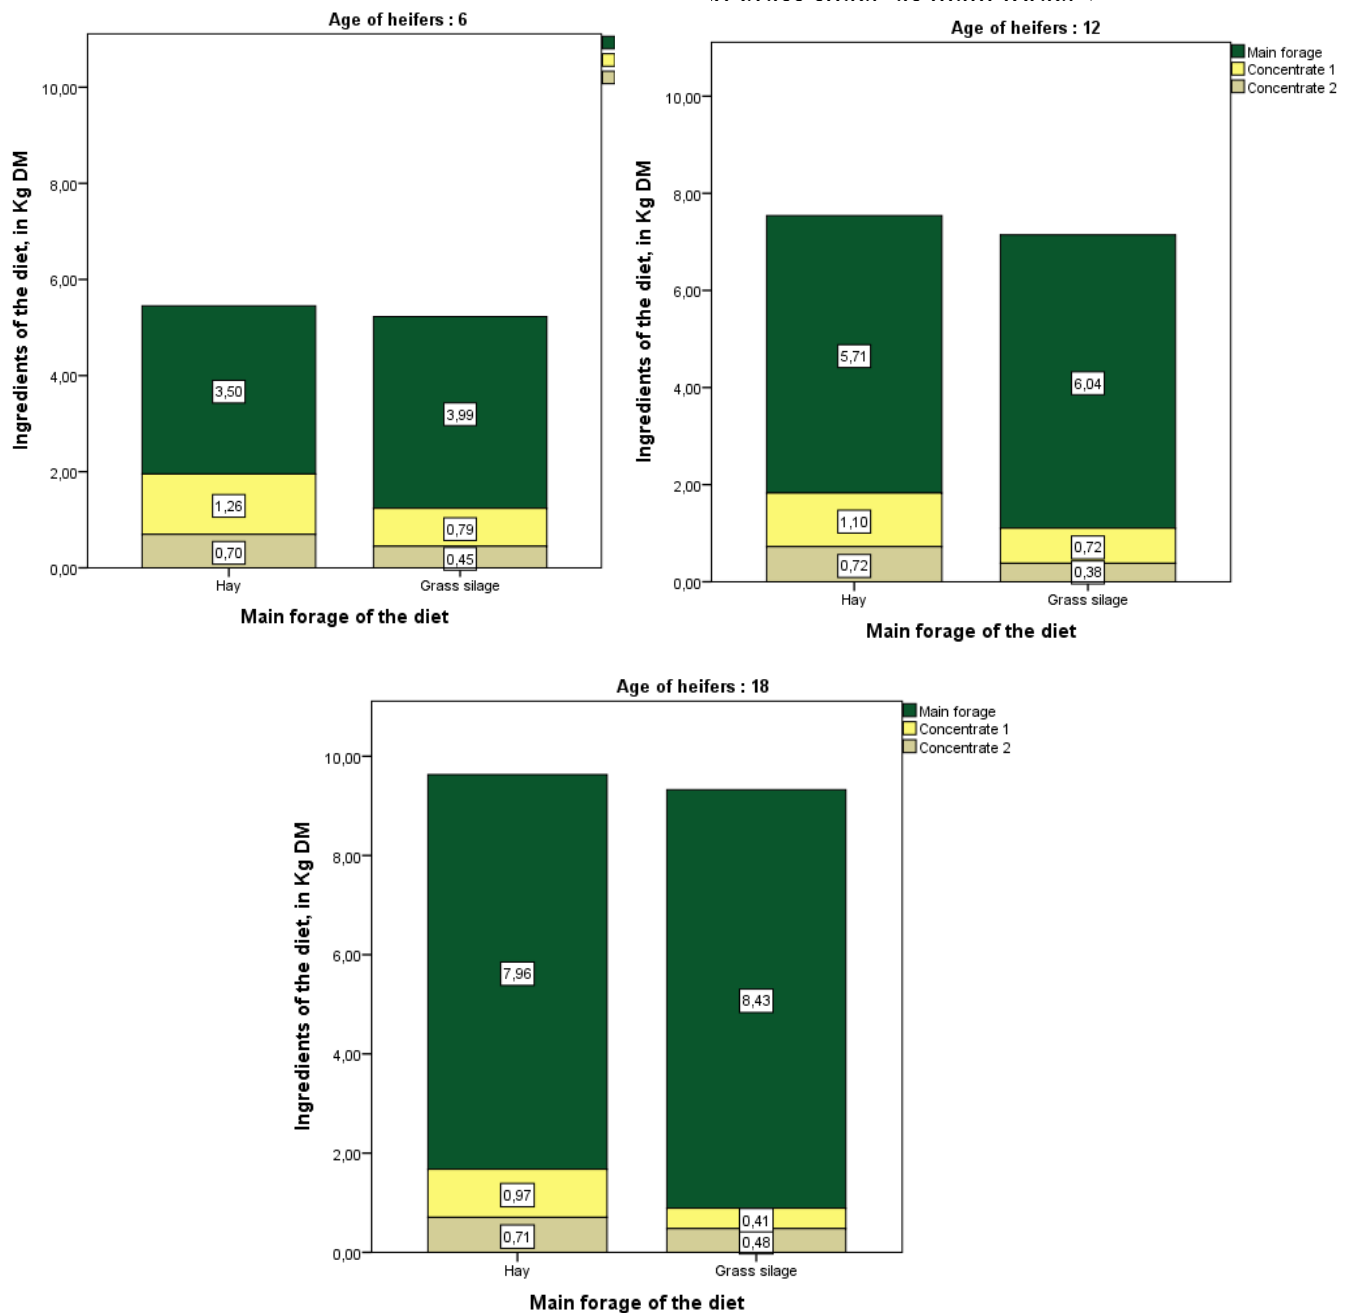 Age of heifers : 6
10,00
8,00
6,00
4,00
2,00
0,00
Ingredients of the diet, in Kg DM
3,50
1,26
0,70
3,99
0,79
0,45
Hay
Grass silage
Main forage of the diet
Age of heifers : 12
Main forage
Concentrate 1
Concentrate 2
10,00
8,00
6,00
4,00
2,00
0,00
Ingredients of the diet, in Kg DM
5,71
1,10
0,72
6,04
0,72
0,38
Hay
Grass silage
Main forage of the diet
Age of heifers : 18
Main forage
Concentrate 1
Concentrate 2
10,00
8,00
6,00
4,00
2,00
0,00
Ingredients of the diet, in Kg DM
7,96
0,97
0,71
8,43
0,41
0,48
Hay
Grass silage
Main forage of the diet